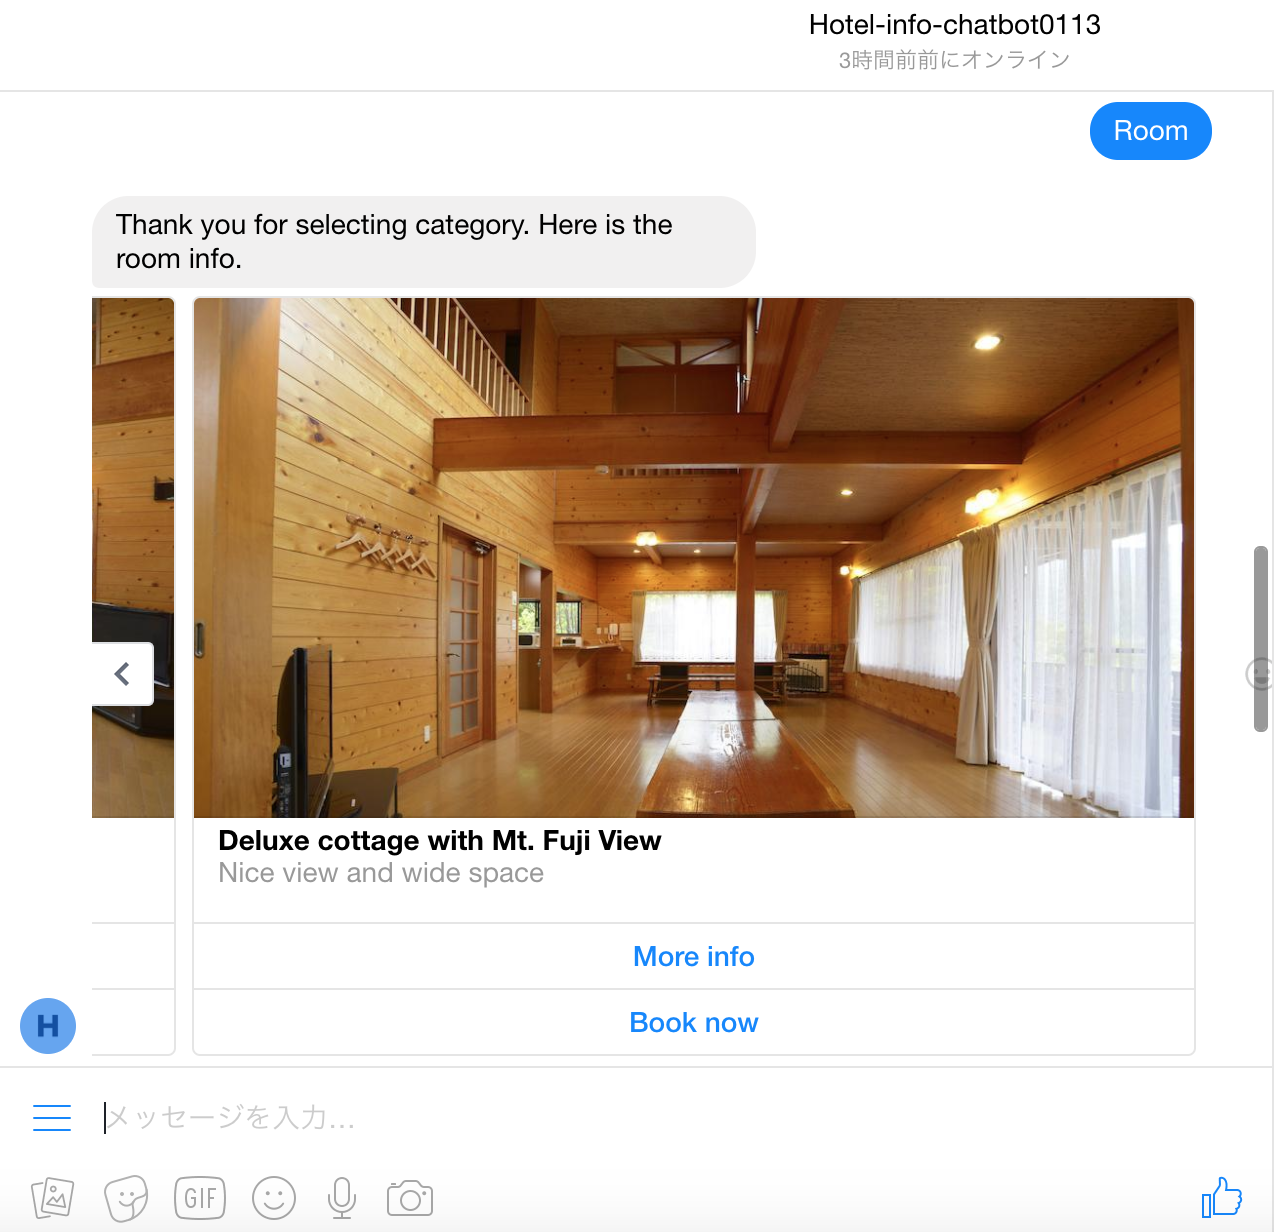 Hotel-info-chatbot0113
3時間前前にオンライン
Room
Thank you for selecting category. Here is the
room info.
Deluxe cottage with Mt. Fuji View
Nice view and wide space
More info
Book now
H
メッセージを入力...
GIF